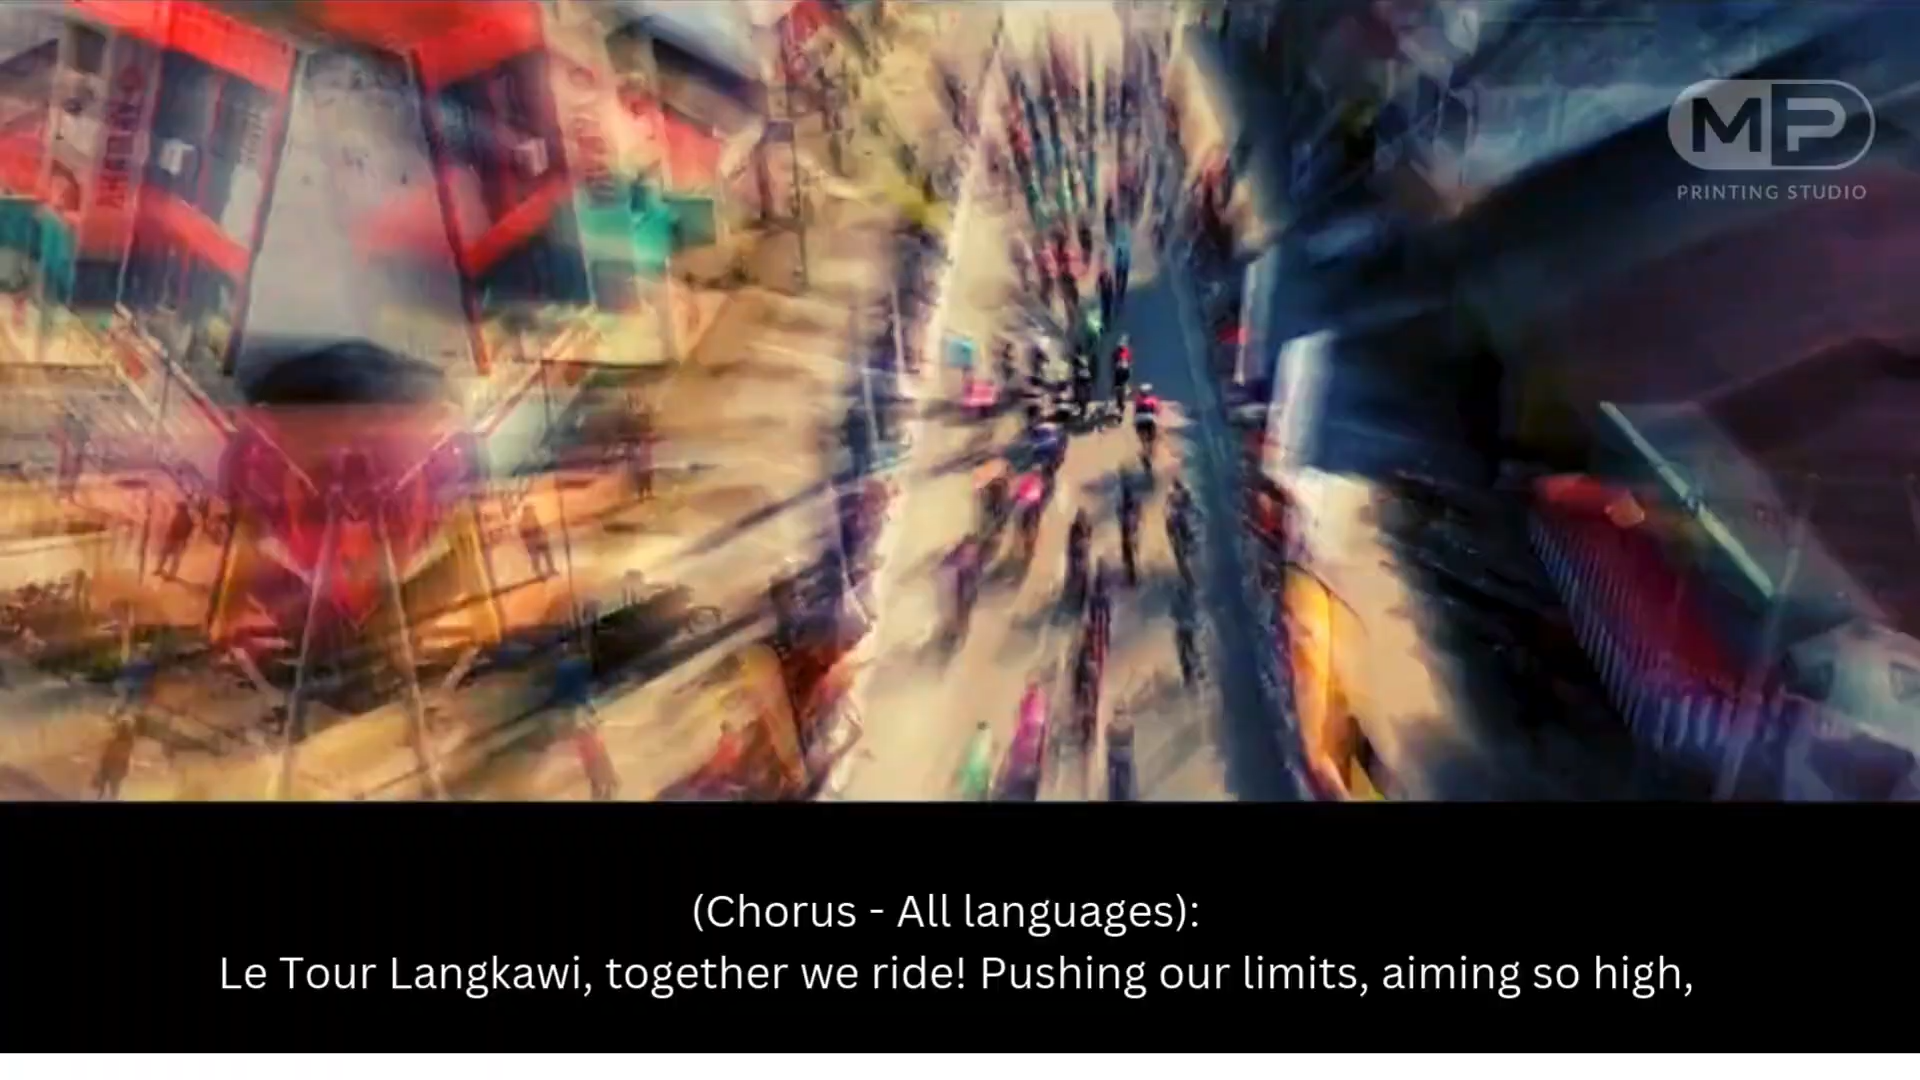 MP
PRINTING STUDIO
(Chorus - All languages):
Le Tour Langkawi, together we ride! Pushing our limits, aiming so high,